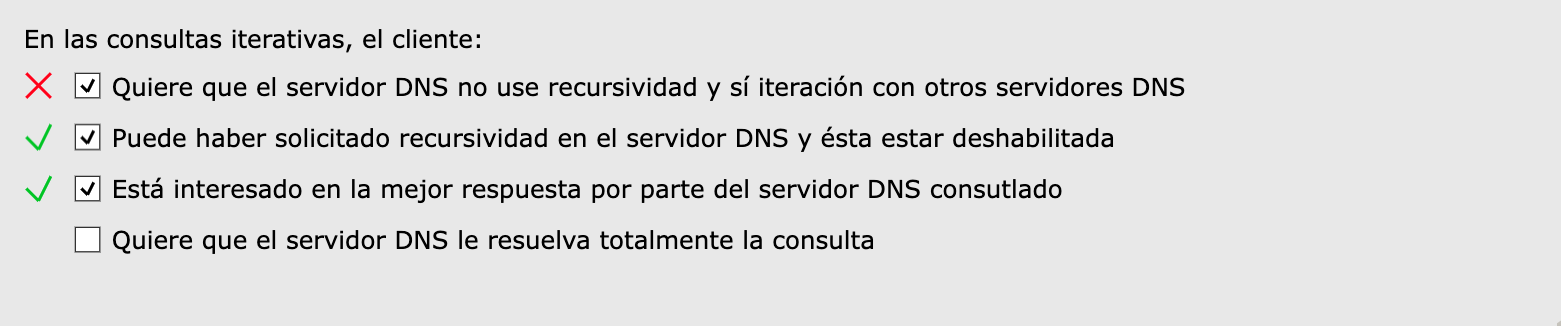 En las consultas iterativas, el cliente:
Quiere que el servidor DNS no use recursividad y sí iteración con otros servidores DNS
Puede haber solicitado recursividad en el servidor DNS y ésta estar deshabilitada
Está interesado en la mejor respuesta por parte del servidor DNS consutlado
Quiere que el servidor DNS le resuelva totalmente la consulta